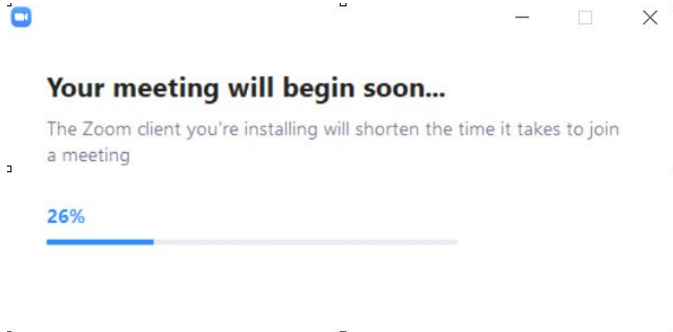 Your meeting will begin soon...
The Zoom client you're installing will shorten the time it takes to join
a meeting
26%